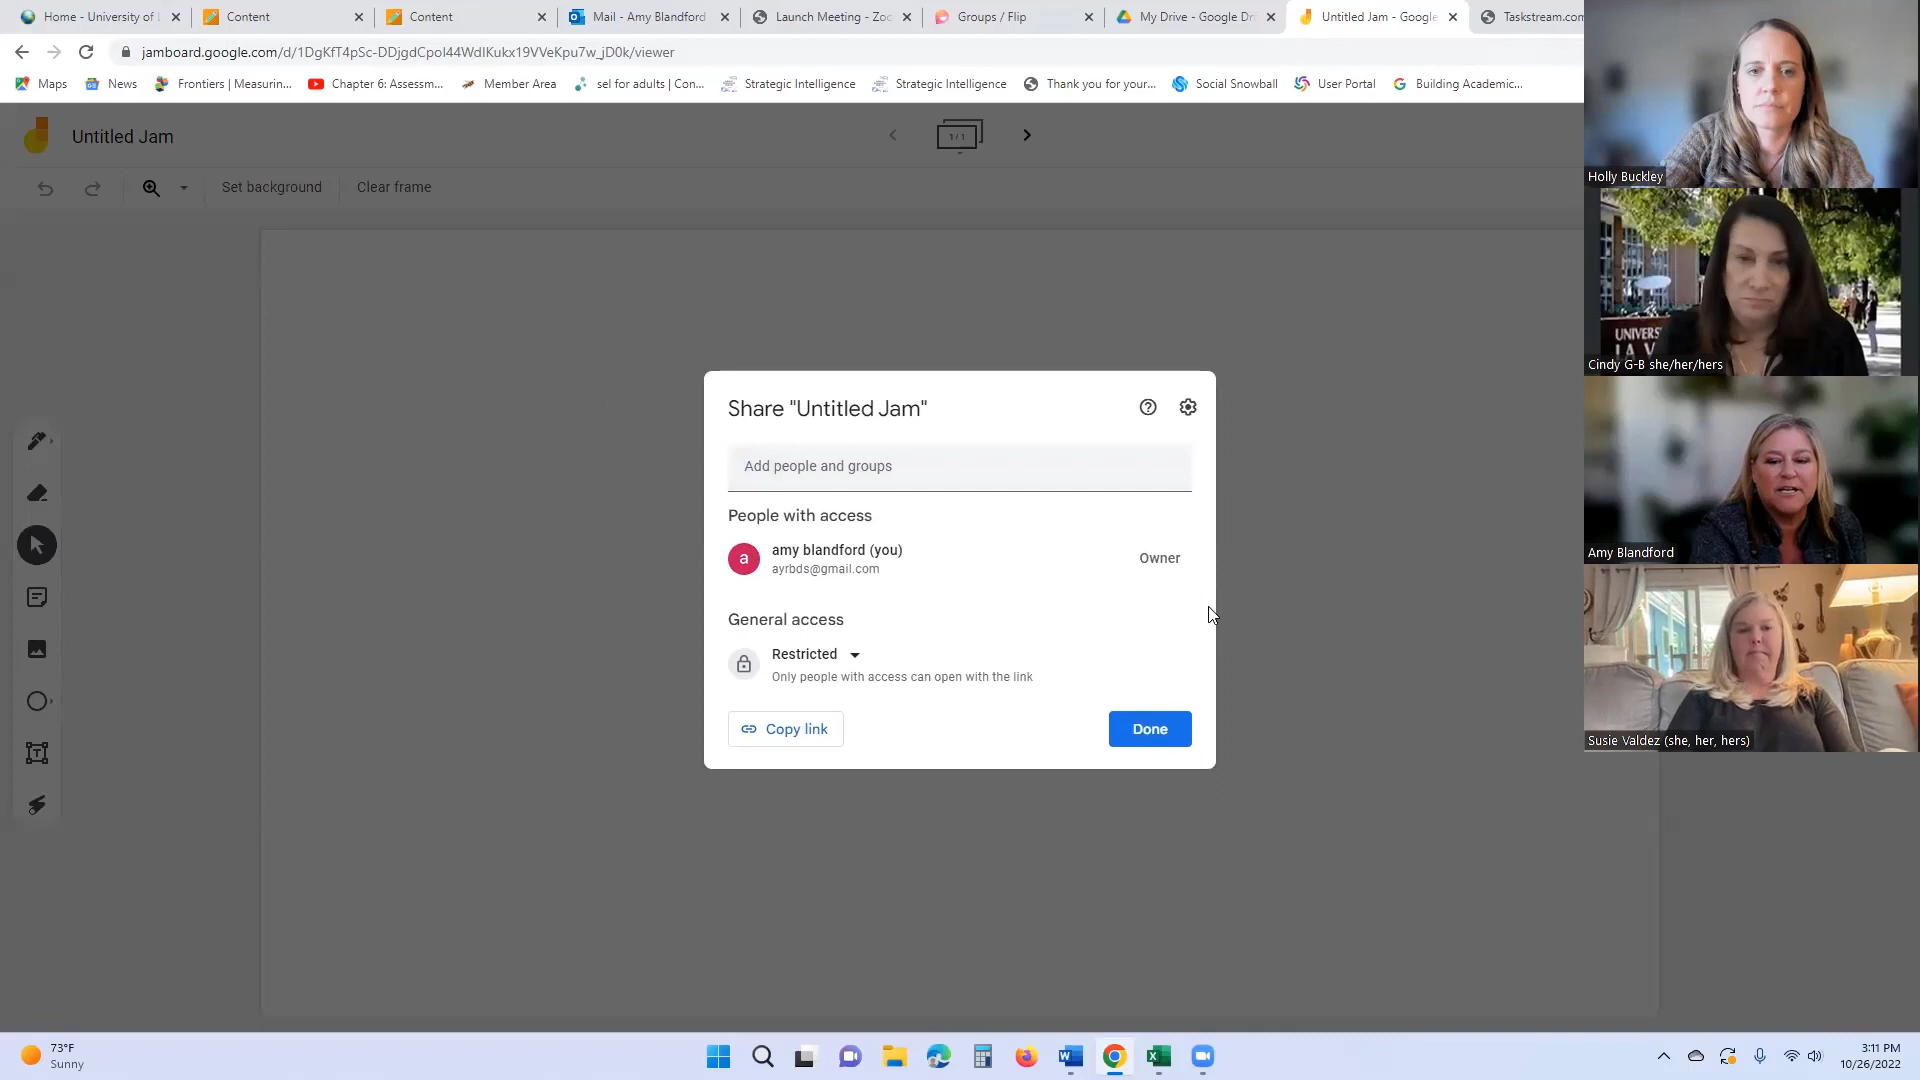 Home - University of L
Content
Content
Mail - Amy Blandford
Launch Meeting - Zoo
Groups / Flip
My Drive - Google Dri
Untitled Jam - Google
Taskstream.com
jamboard.google.com/d/1DgKfT4pSc-DDjgdCpoI44WdIKukx19VVeKpu7w_jD0k/viewer
Maps
News
Frontiers | Measurin...
Chapter 6: Assessm...
Member Area
sel for adults | Con...
Strategic Intelligence
Strategic Intelligence
Thank you for your...
Social Snowball
User Portal
Building Academic...
Untitled Jam
1 / 1
Set background
Clear frame
Share "Untitled Jam"
Add people and groups
People with access
a
amy blandford (you)
ayrbds@gmail.com
Owner
General access
Restricted
Only people with access can open with the link
Copy link
Done
Holly Buckley
UNIVERS
LA V
Cindy G-B she/her/hers
Amy Blandford
Susie Valdez (she, her, hers)
73°F
Sunny
3:11 PM
10/26/2022